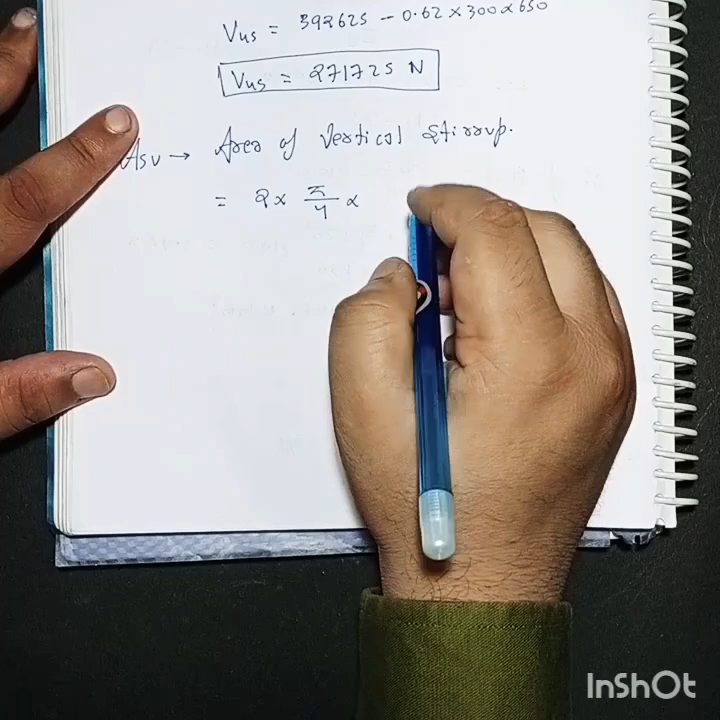 Vus = 392625 - 0.62 × 300 × 650
Vus = 271725 N
Asv → Area of Vertical Stirrup.
= 2 × π/4 ×
InShOt